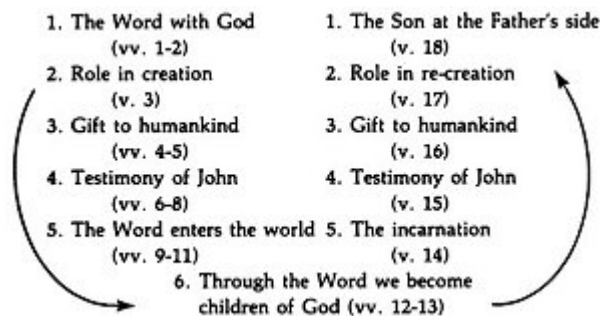 1. The Word with God
(vv. 1-2)
2. Role in creation
(v. 3)
3. Gift to humankind
(vv. 4-5)
4. Testimony of John
(vv. 6-8)
5. The Word enters the world
(vv. 9-11)
1. The Son at the Father's side
(v. 18)
2. Role in re-creation
(v. 17)
3. Gift to humankind
(v. 16)
4. Testimony of John
(v. 15)
5. The incarnation
(v. 14)
6. Through the Word we become
children of God (vv. 12-13)